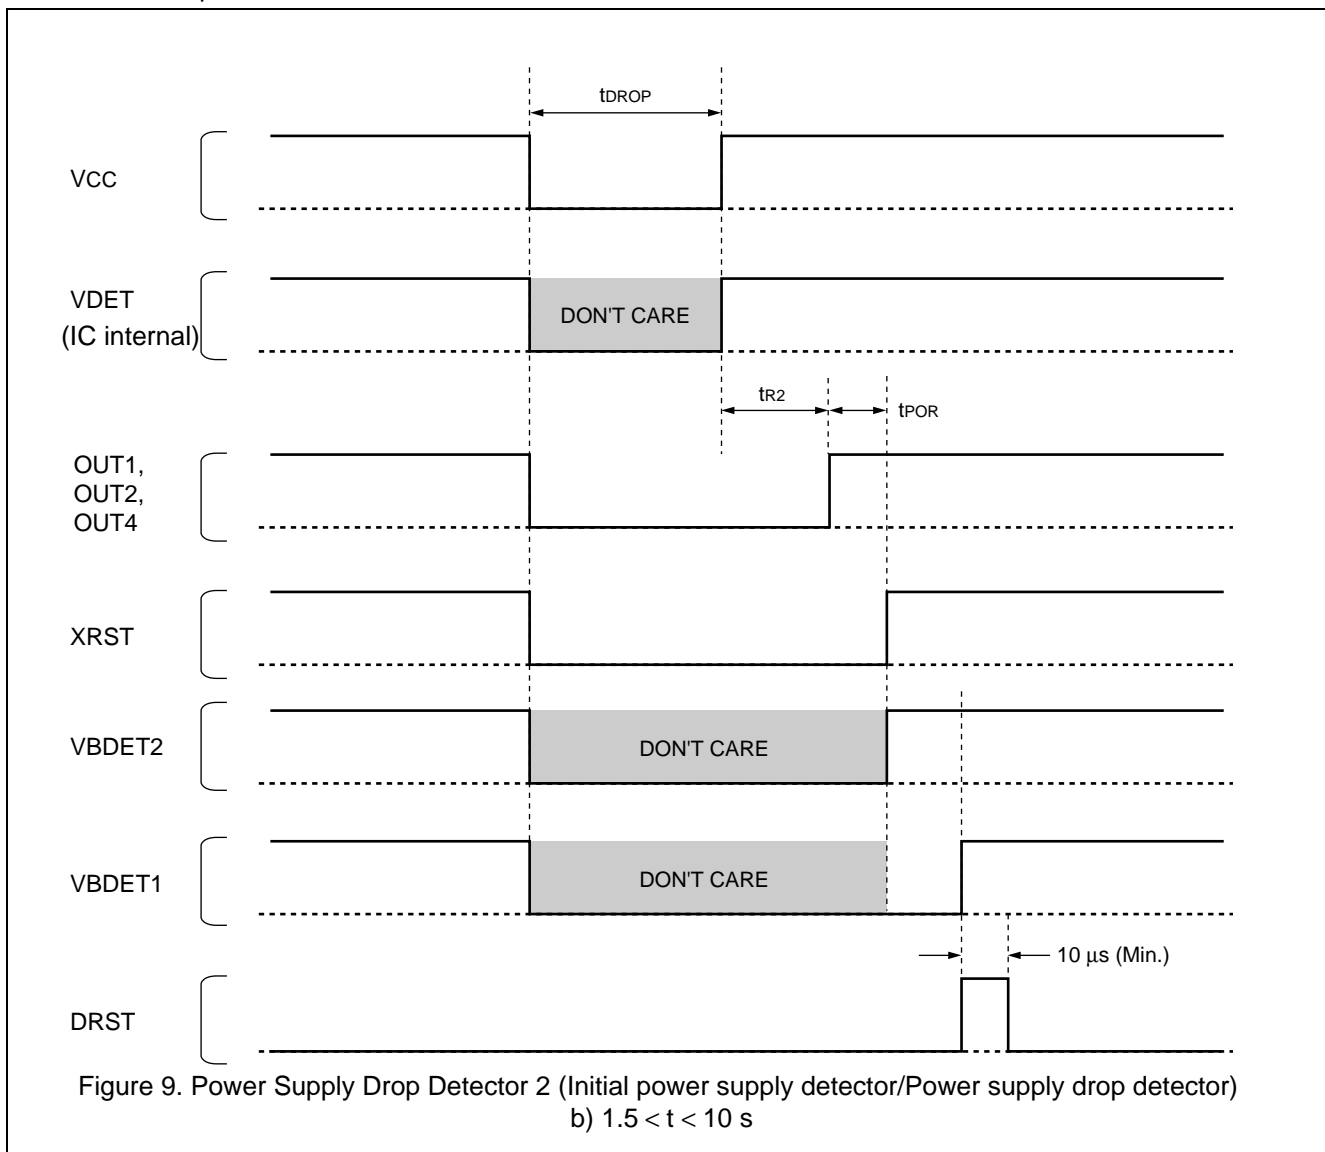 tDROP
VCC
VDET
(IC internal)
DON'T CARE
tR2
tPOR
OUT1,
OUT2,
OUT4
XRST
VBDET2
DON'T CARE
VBDET1
DON'T CARE
10 μs (Min.)
DRST
Figure 9. Power Supply Drop Detector 2 (Initial power supply detector/Power supply drop detector)
b) 1.5 < t < 10 s